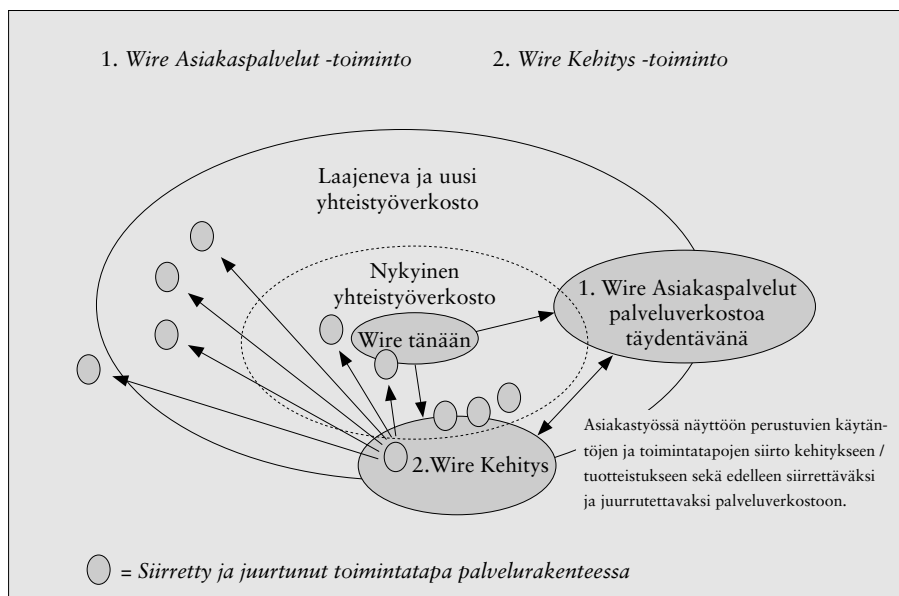 1. Wire Asiakaspalvelut -toiminto
2. Wire Kehitys -toiminto
Laajeneva ja uusi
yhteistyöverkosto
Nykyinen
yhteistyöverkosto
Wire tänään
1. Wire Asiakaspalvelut
palveluverkostoa
täydentävänä
2.Wire Kehitys
Asiakastyössä näyttöön perustuvien käytän-
töjen ja toimintatapojen siirto kehitykseen /
tuotteistukseen sekä edelleen siirrettäväksi
ja juurrutettavaksi palveluverkostoon.
= Siirretty ja juurtunut toimintatapa palvelurakenteessa